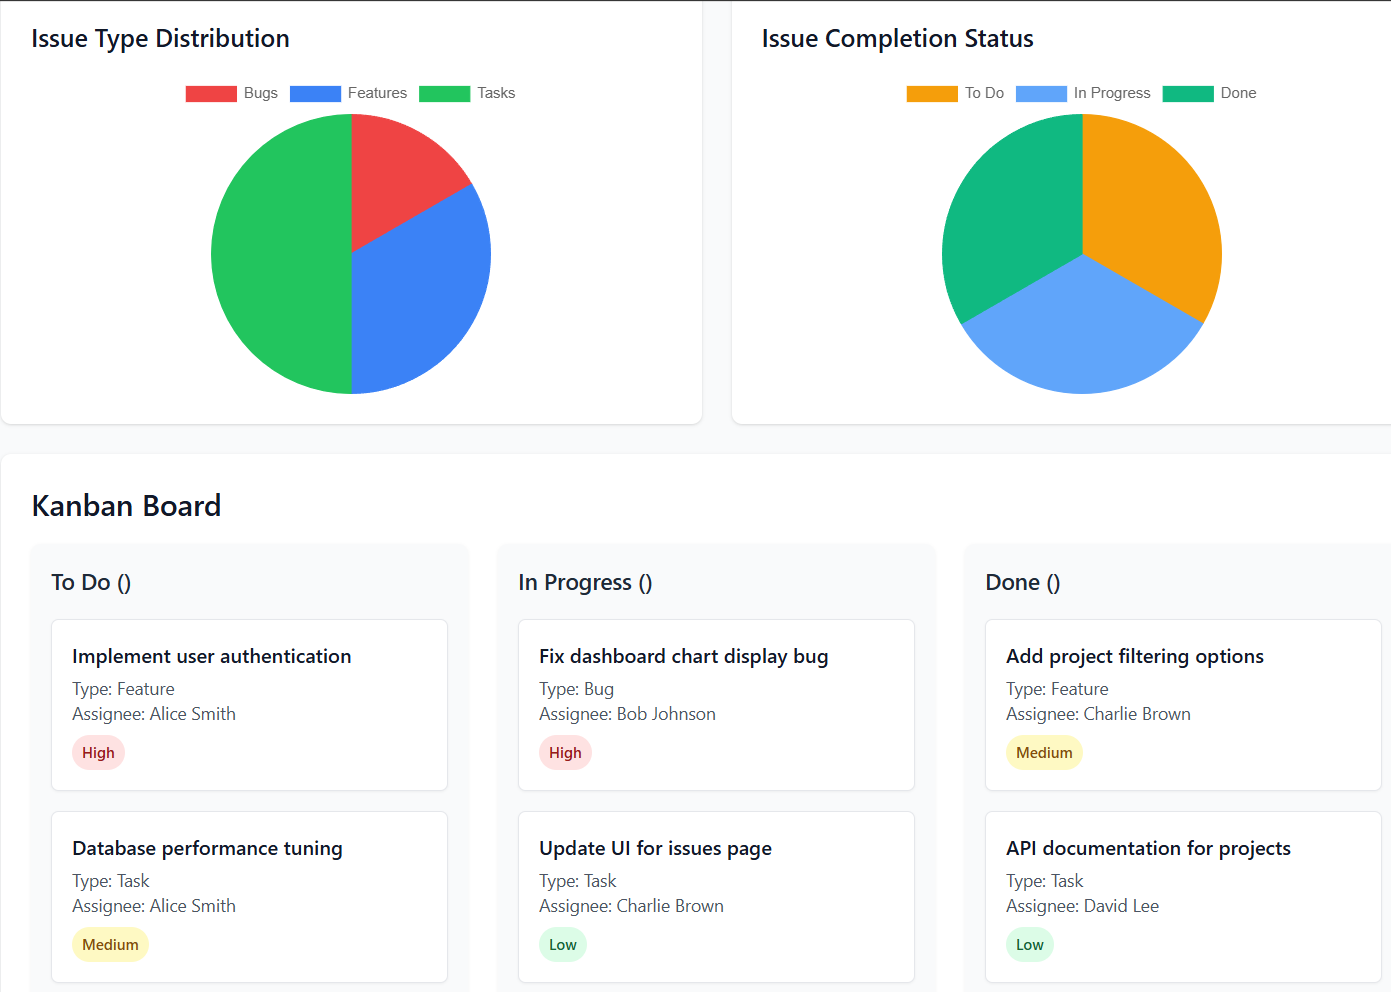 Issue Type Distribution
Bugs Features Tasks
Issue Completion Status
To Do In Progress Done
Kanban Board
To Do ()
Implement user authentication
Type: Feature
Assignee: Alice Smith
High
Database performance tuning
Type: Task
Assignee: Alice Smith
Medium
In Progress ()
Fix dashboard chart display bug
Type: Bug
Assignee: Bob Johnson
High
Update UI for issues page
Type: Task
Assignee: Charlie Brown
Low
Done ()
Add project filtering options
Type: Feature
Assignee: Charlie Brown
Medium
API documentation for projects
Type: Task
Assignee: David Lee
Low